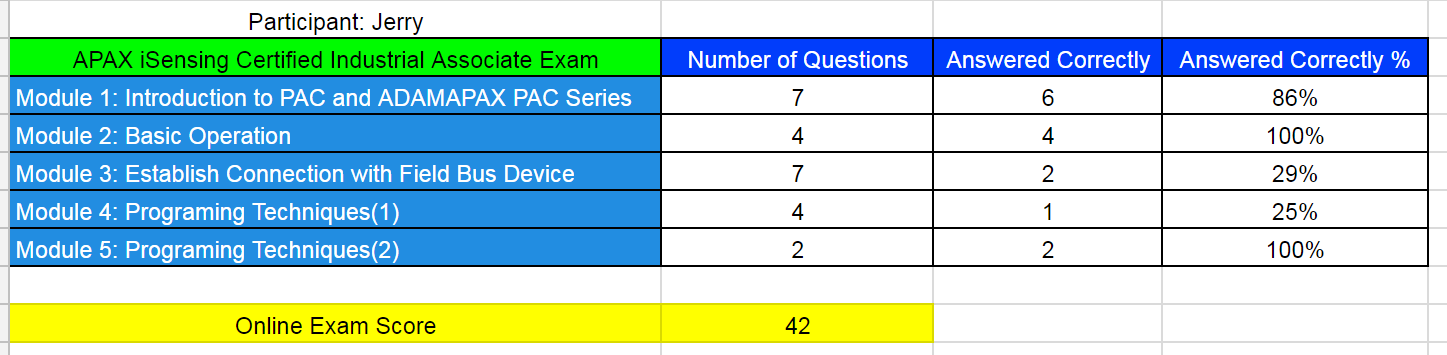 Participant: Jerry
APAX iSensing Certified Industrial Associate Exam Number of Questions Answered Correctly Answered Correctly %
Module 1: Introduction to PAC and ADAMAPAX PAC Series 7 6 86%
Module 2: Basic Operation 4 4 100%
Module 3: Establish Connection with Field Bus Device 7 2 29%
Module 4: Programing Techniques(1) 4 1 25%
Module 5: Programing Techniques(2) 2 2 100%
Online Exam Score 42